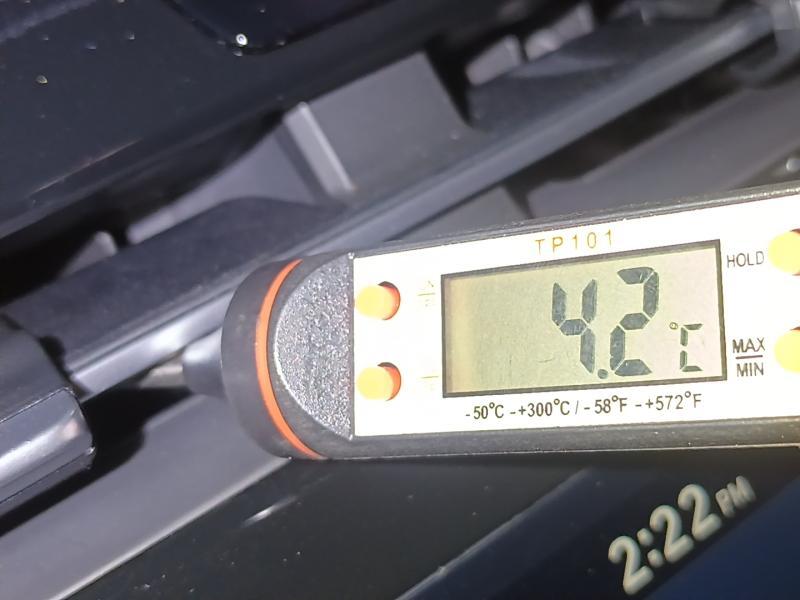 TP101
HOLD
4.2°C
MAX
MIN
-50°C -+300°C / -58°F -+572°F
2:22 PM